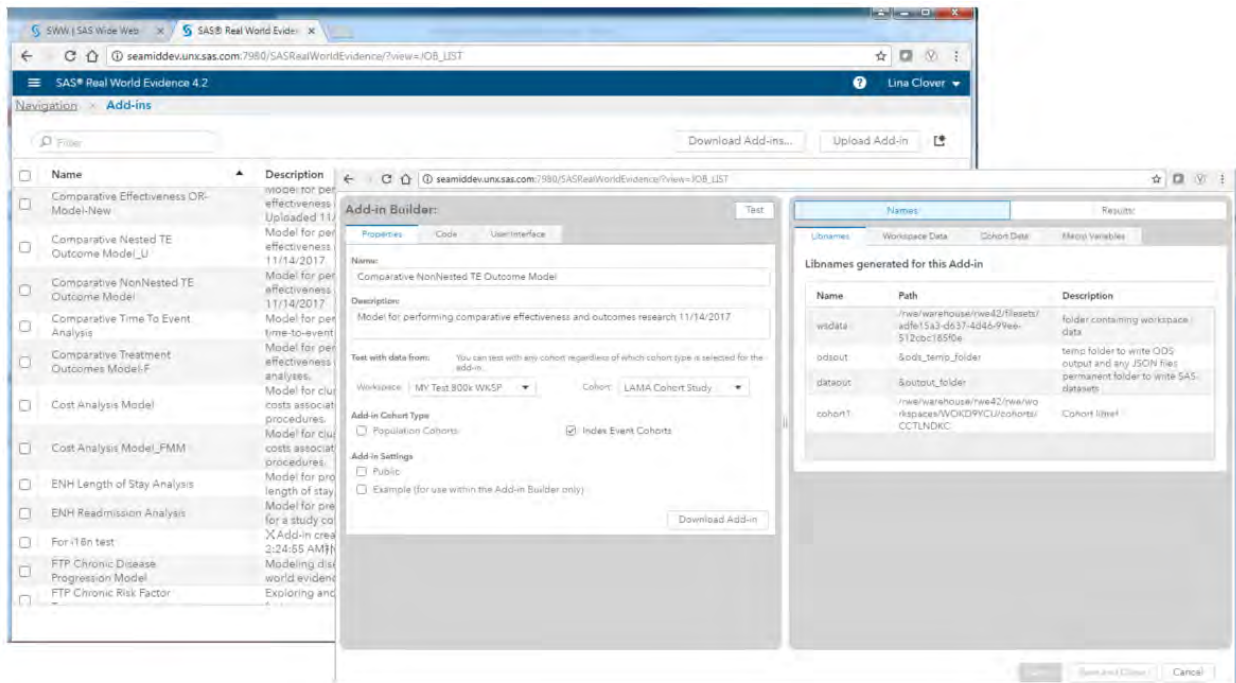 SWW | SAS Wide Web
SAS® Real World Eviden
seamiddev.unx.sas.com:7980/SASRealWorldEvidence/?view=JOB_LIST
SAS® Real World Evidence 4.2
Lina Clover
Navigation > Add-ins
Filter
Download Add-ins...
Upload Add-in
Name
Description
Comparative Effectiveness OR-
Model-New
Model for per
effectiveness
Uploaded 11/
Comparative Nested TE
Outcome Model_U
Model for per
effectiveness
11/14/2017
Comparative NonNested TE
Outcome Model
Model for per
effectiveness
11/14/2017
Comparative Time To Event
Analysis
Model for per
time-to-event
Comparative Treatment
Outcomes Model-F
Model for per
effectiveness
analyses.
Cost Analysis Model
Model for clus
costs associat
procedures.
Cost Analysis Model_FMM
Model for clus
costs associat
procedures.
ENH Length of Stay Analysis
Model for pro
length of stay
ENH Readmission Analysis
Model for pre
for a study co
For i18n test
Add-in crea
2:24:55 AM
FTP Chronic Disease
Progression Model
Modeling dise
world evidenc
FTP Chronic Risk Factor
Exploring and
seamiddev.unx.sas.com:7980/SASRealWorldEvidence/?view=JOB_LIST
Add-in Builder:
Test
Properties
Code
User Interface
Name:
Comparative NonNested TE Outcome Model
Description:
Model for performing comparative effectiveness and outcomes research 11/14/2017
Test with data from:
You can test with any cohort regardless of which cohort type is selected for the
add-in.
Workspace: MY Test 800k WKSP
Cohort: LAMA Cohort Study
Add-in Cohort Type
Population Cohorts
Index Event Cohorts
Add-in Settings
Public
Example (for use within the Add-in Builder only)
Download Add-in
Names:
Results:
Libnames
Workspace Data
Cohort Data
Macro Variables
Libnames generated for this Add-in
Name
Path
Description
wsdata
/rwe/warehouse/rwe42/filesets/
adfe15a3-d637-4d46-99ee-
512cbc165f0e
folder containing workspace
data
odsout
&ods_temp_folder
temp folder to write ODS
output and any JSON files
dataout
&output_folder
permanent folder to write SAS
datasets
cohort1
/rwe/warehouse/rwe42/rwe/wo
rkspaces/WOKD9YCU/cohorts/
CCTLNDKC
Cohort libref
Save and Close
Cancel